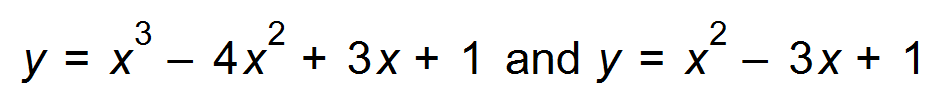 y = x³ – 4x² + 3x + 1 and y = x² – 3x + 1